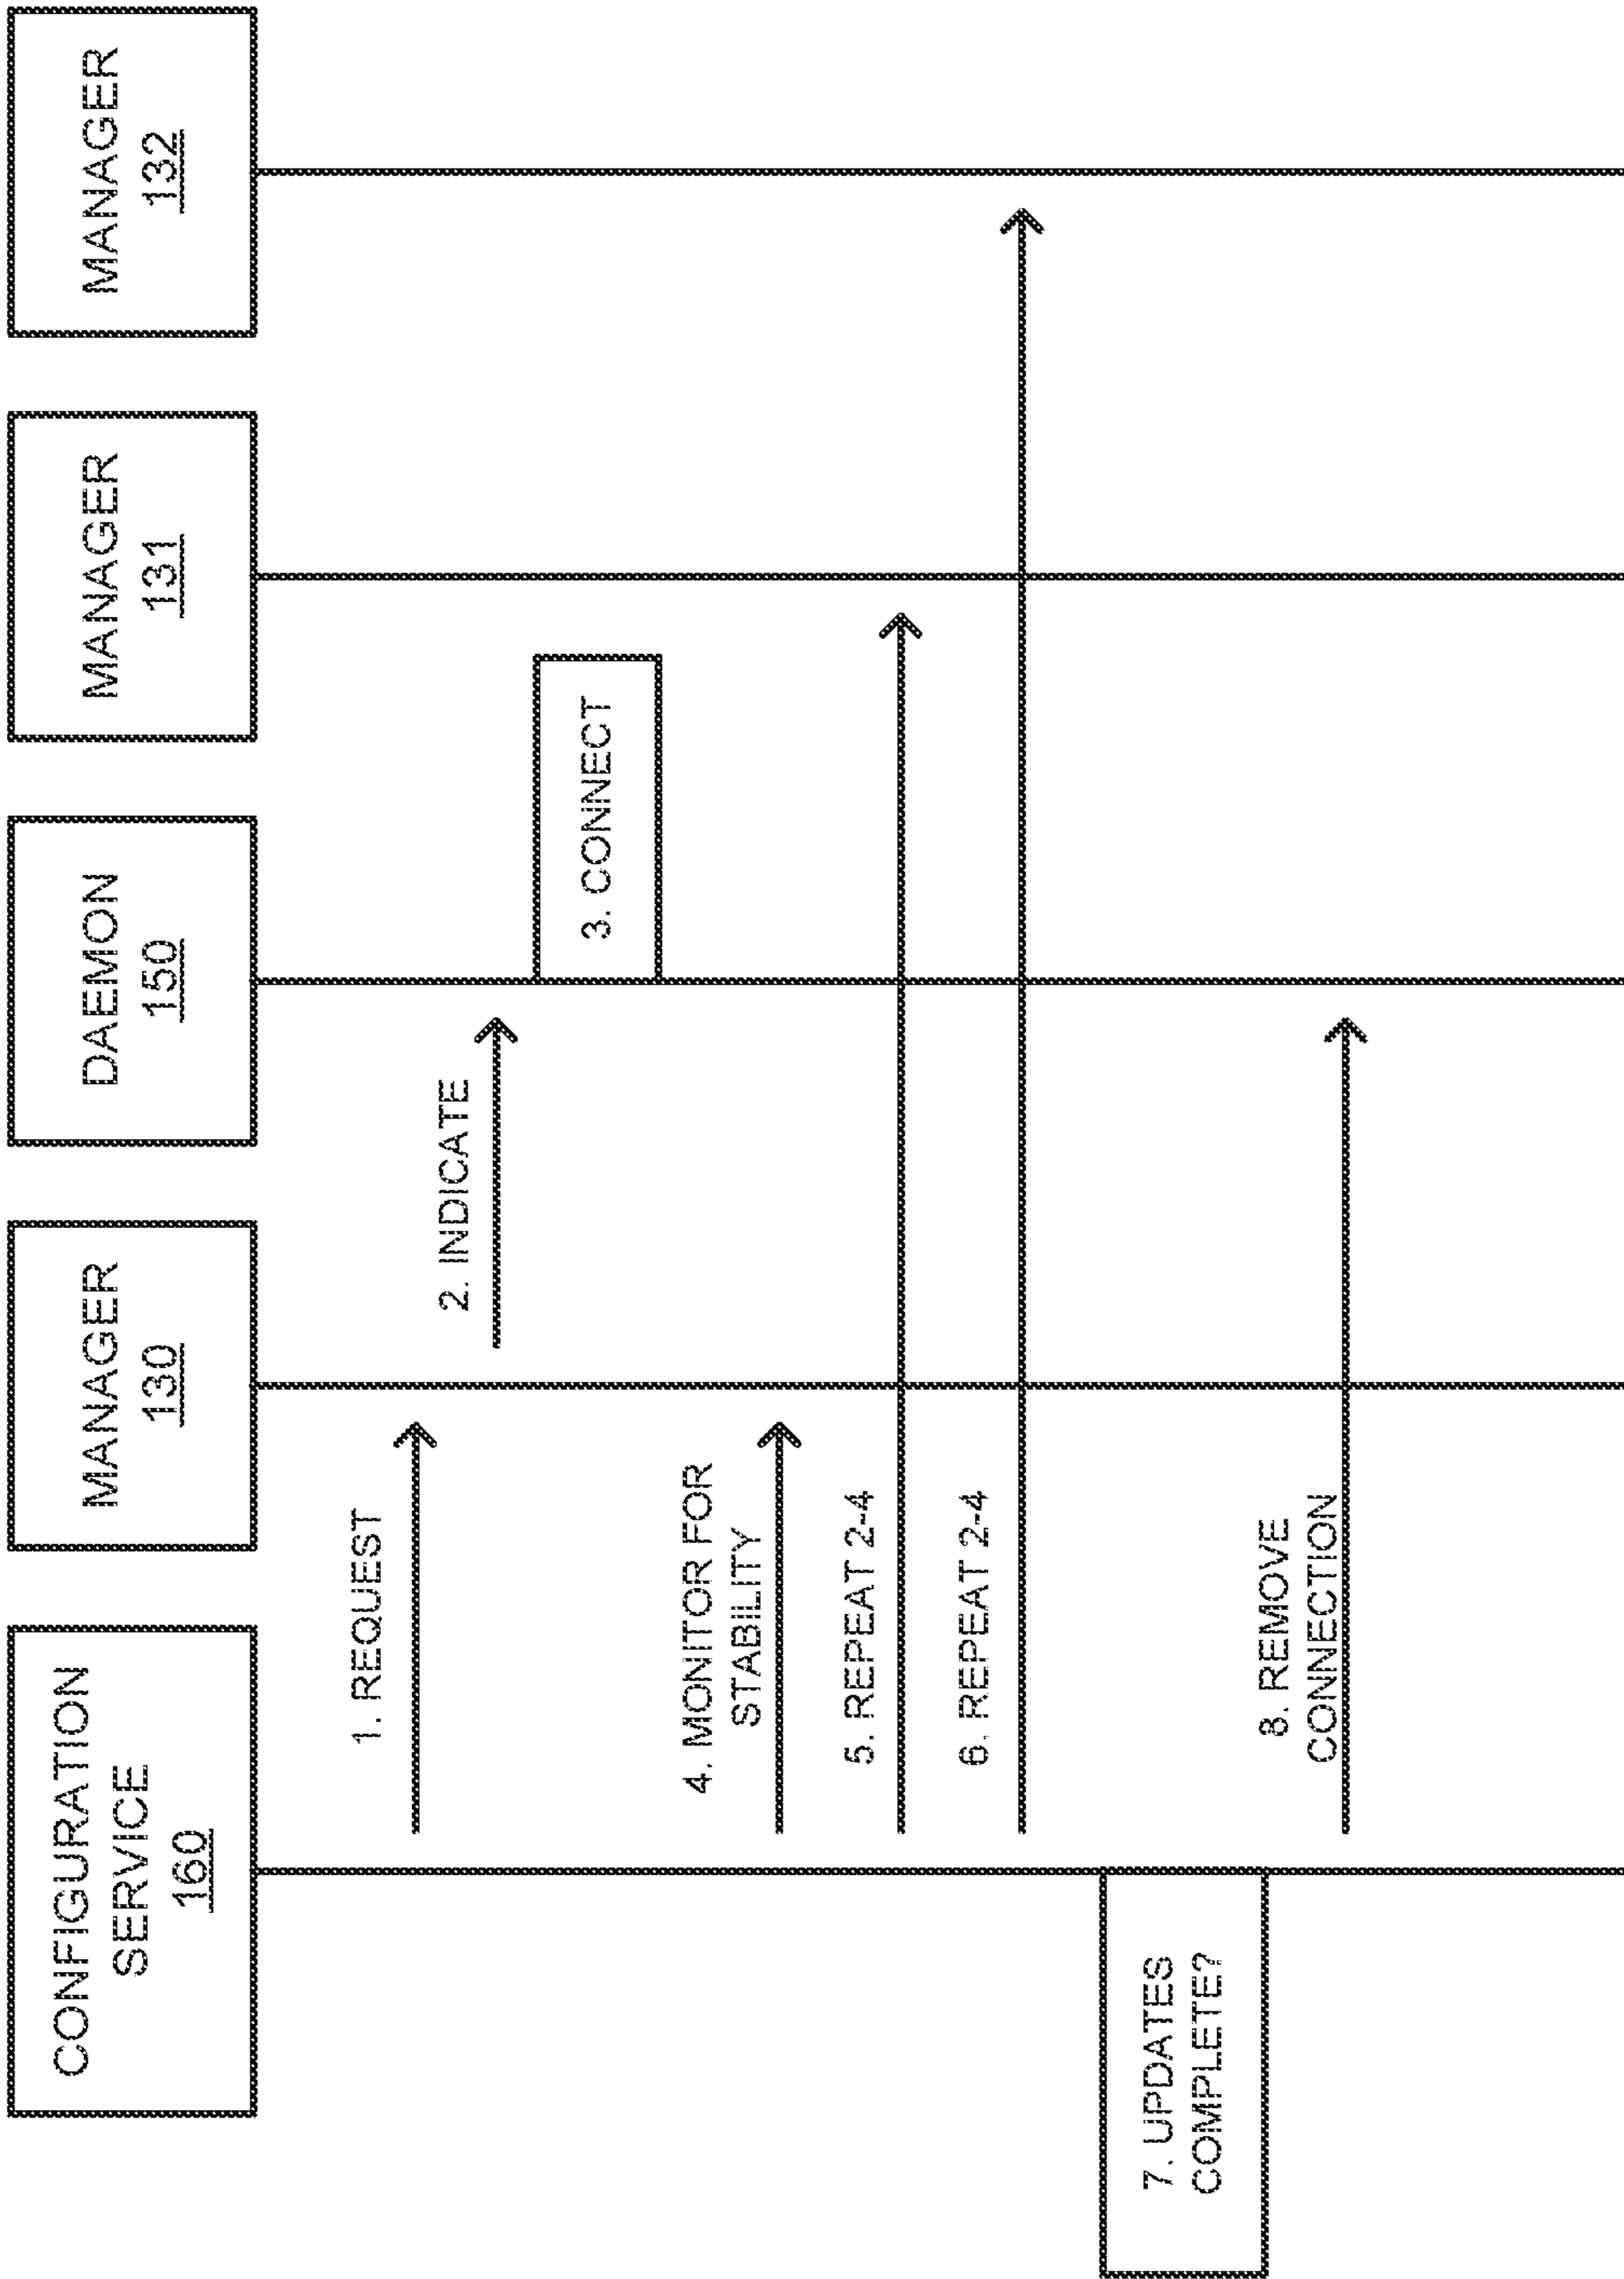 CONFIGURATION
SERVICE
160
MANAGER
130
DAEMON
150
MANAGER
131
MANAGER
132
1. REQUEST
2. INDICATE
3. CONNECT
4. MONITOR FOR
STABILITY
5. REPEAT 2-4
6. REPEAT 2-4
7. UPDATES
COMPLETE?
8. REMOVE
CONNECTION